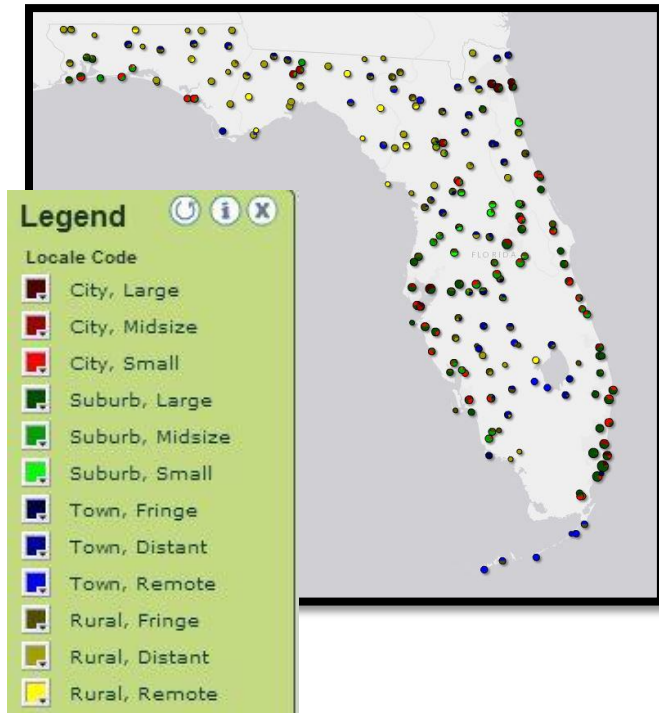 FLORIDA
Legend
Locale Code
City, Large
City, Midsize
City, Small
Suburb, Large
Suburb, Midsize
Suburb, Small
Town, Fringe
Town, Distant
Town, Remote
Rural, Fringe
Rural, Distant
Rural, Remote